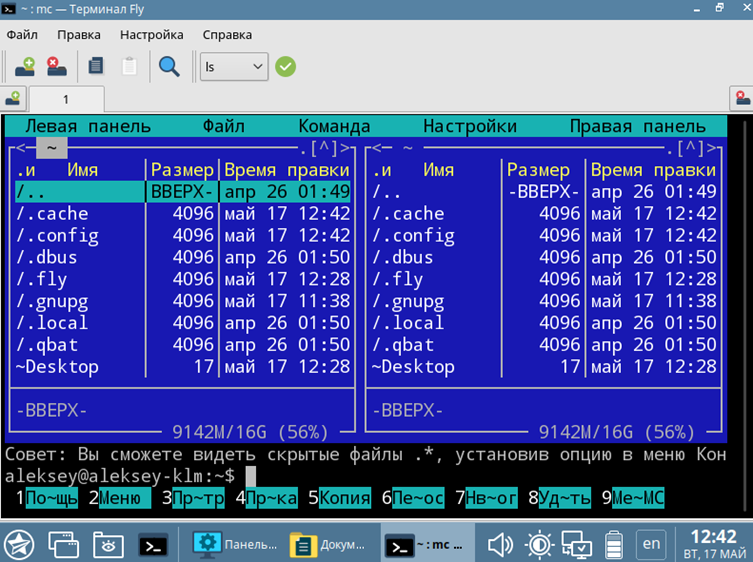 ~ : mc — Терминал Fly
Файл Правка Настройка Справка
ls
1
Левая панель Файл Команда Настройки Правая панель
<─ ~ ─.[^]>
<─ ~ ─.[^]>
.и Имя Размер Время правки .и Имя Размер Время правки
/.. ВВЕРХ- апр 26 01:49 /.. -ВВЕРХ- апр 26 01:49
/.cache 4096 май 17 12:42 /.cache 4096 май 17 12:42
/.config 4096 май 17 12:42 /.config 4096 май 17 12:42
/.dbus 4096 апр 26 01:50 /.dbus 4096 апр 26 01:50
/.fly 4096 май 17 12:28 /.fly 4096 май 17 12:28
/.gnupg 4096 май 17 11:38 /.gnupg 4096 май 17 11:38
/.local 4096 апр 26 01:50 /.local 4096 апр 26 01:50
/.qbat 4096 апр 26 01:50 /.qbat 4096 апр 26 01:50
~Desktop 17 май 17 12:28 ~Desktop 17 май 17 12:28
-ВВЕРХ- -ВВЕРХ-
9142M/16G (56%) 9142M/16G (56%)
Совет: Вы сможете видеть скрытые файлы .*, установив опцию в меню Кон
aleksey@aleksey-klm:~$
1По~щь 2Меню 3Пр~тр 4Пр~ка 5Копия 6Пе~ос 7Нв~ог 8Уд~ть 9Ме~MC
Панель... Докум... ~ : mc ... en 12:42
ВТ, 17 МАЙ